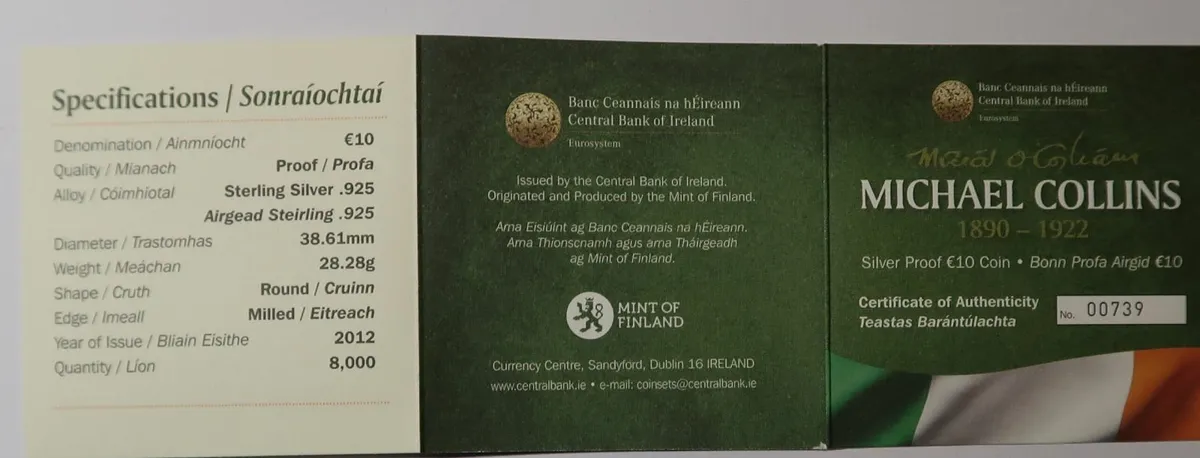 Specifications / Sonraíochtaí
Denomination / Ainmníocht €10
Quality / Mianach Proof / Profa
Alloy / Cóimhiotal Sterling Silver .925
Airgead Steirling .925
Diameter / Trastomhas 38.61mm
Weight / Meáchan 28.28g
Shape / Cruth Round / Cruinn
Edge / Imeall Milled / Eitreach
Year of Issue / Bliain Eisithe 2012
Quantity / Líon 8,000
Banc Ceannais na hÉireann
Central Bank of Ireland
Eurosystem
Issued by the Central Bank of Ireland.
Originated and Produced by the Mint of Finland.
Arna Eisiúint ag Banc Ceannais na hÉireann.
Arna Thionscnamh agus arna Tháirgeadh
ag Mint of Finland.
MINT OF
FINLAND
Currency Centre, Sandyford, Dublin 16 IRELAND
www.centralbank.ie • e-mail: coinsets@centralbank.ie
Banc Ceannais na hÉireann
Central Bank of Ireland
Eurosystem
MICHAEL COLLINS
1890 – 1922
Silver Proof €10 Coin • Bonn Profa Airgid €10
Certificate of Authenticity
Teastas Barántúlachta
No. 00739